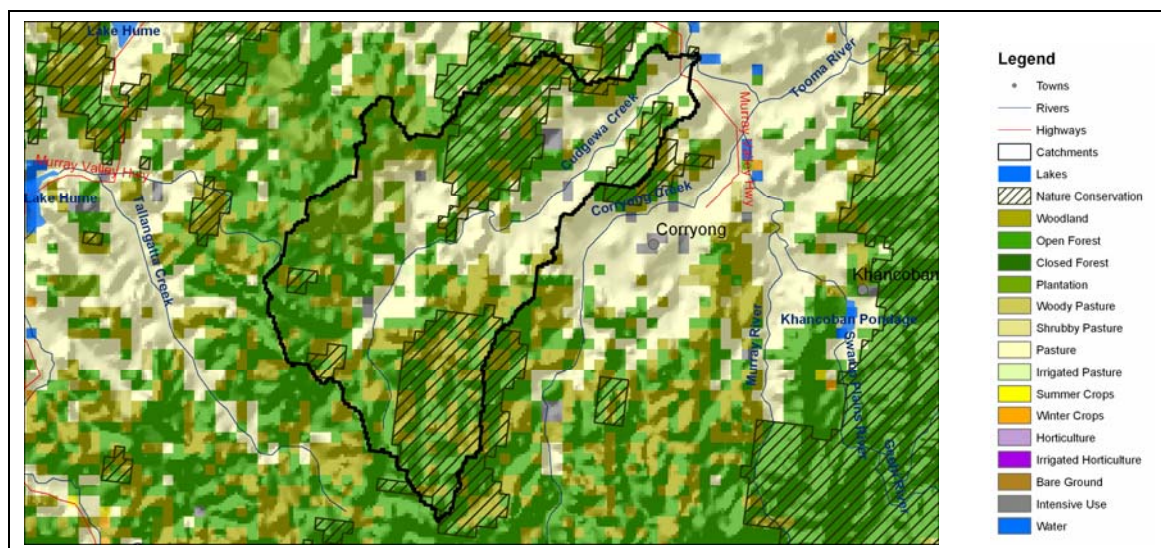 Lake Hume
Tooma River
Murray Valley Hwy
Cudgewa Creek
Murray Valley Hwy
Lake Hume
Tallangatta Creek
Corryong Creek
Corryong
Khancoban
Khancoban Pondage
Murray River
Swampy Plains River
Geehi River
Legend
Towns
Rivers
Highways
Catchments
Lakes
Nature Conservation
Woodland
Open Forest
Closed Forest
Plantation
Woody Pasture
Shrubby Pasture
Pasture
Irrigated Pasture
Summer Crops
Winter Crops
Horticulture
Irrigated Horticulture
Bare Ground
Intensive Use
Water